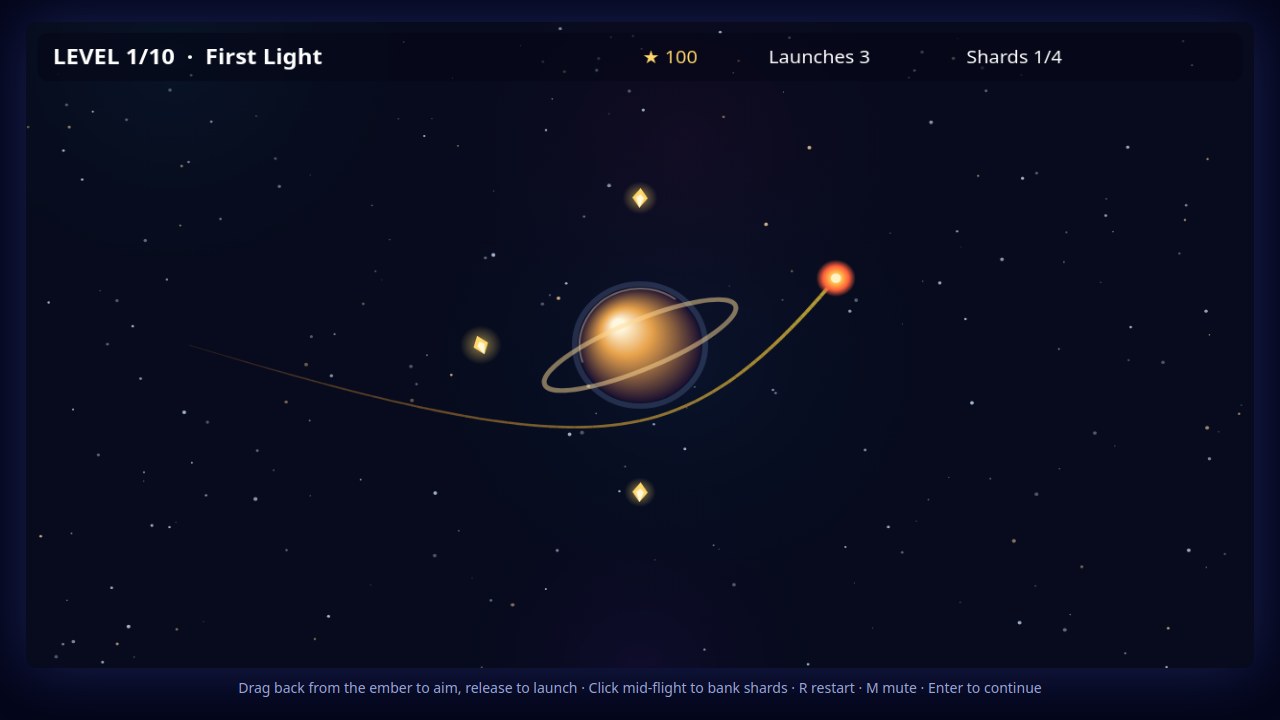 LEVEL 1/10 · First Light ★ 100 Launches 3 Shards 1/4
Drag back from the ember to aim, release to launch · Click mid-flight to bank shards · R restart · M mute · Enter to continue